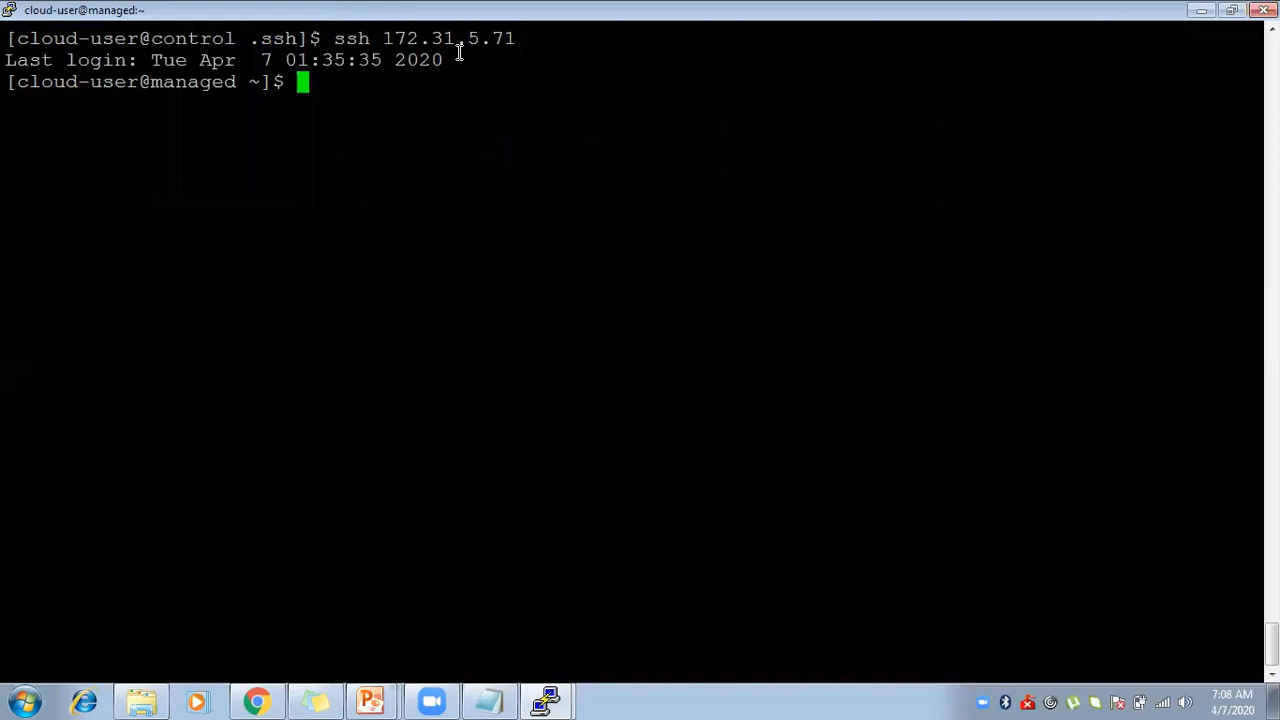 cloud-user@managed:~
[cloud-user@control .ssh]$ ssh 172.31.5.71
Last login: Tue Apr  7 01:35:35 2020
[cloud-user@managed ~]$
7:08 AM
4/7/2020